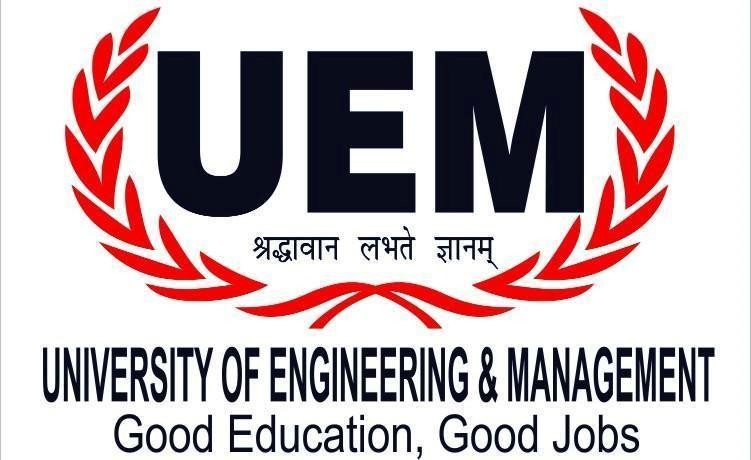 UEM
श्रद्धावान लभते ज्ञानम्
UNIVERSITY OF ENGINEERING & MANAGEMENT
Good Education, Good Jobs